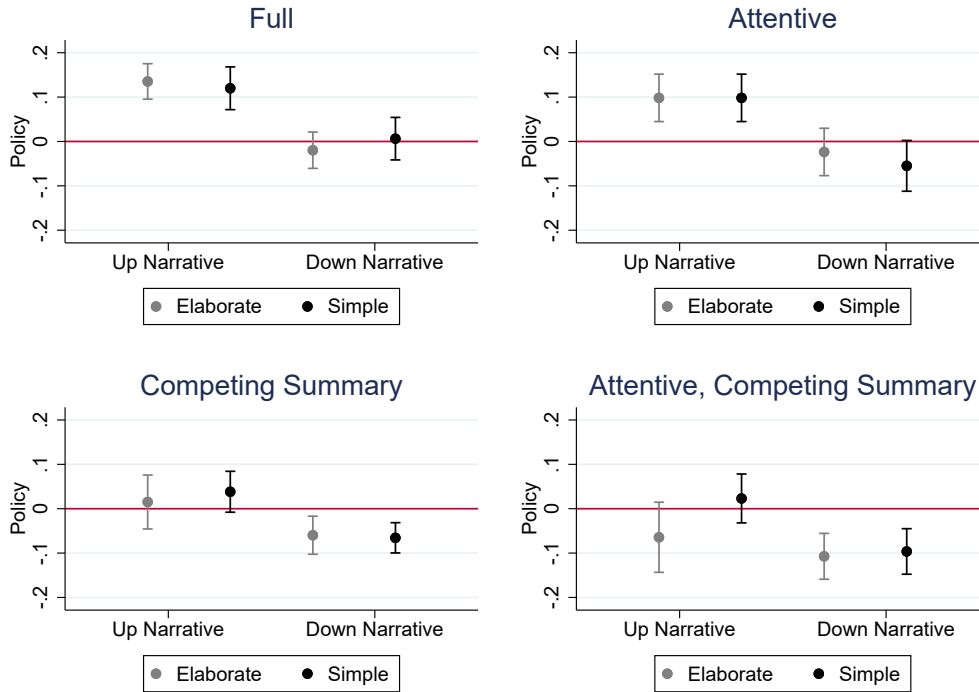 Full
.2
.1
0
-.1
-.2
Policy
Up Narrative Down Narrative
Elaborate Simple
Attentive
.2
.1
0
-.1
-.2
Policy
Up Narrative Down Narrative
Elaborate Simple
Competing Summary
.2
.1
0
-.1
-.2
Policy
Up Narrative Down Narrative
Elaborate Simple
Attentive, Competing Summary
.2
.1
0
-.1
-.2
Policy
Up Narrative Down Narrative
Elaborate Simple